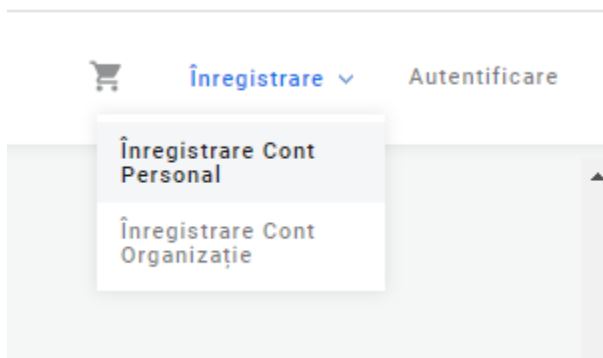 Înregistrare Autentificare
Înregistrare Cont
Personal
Înregistrare Cont
Organizație